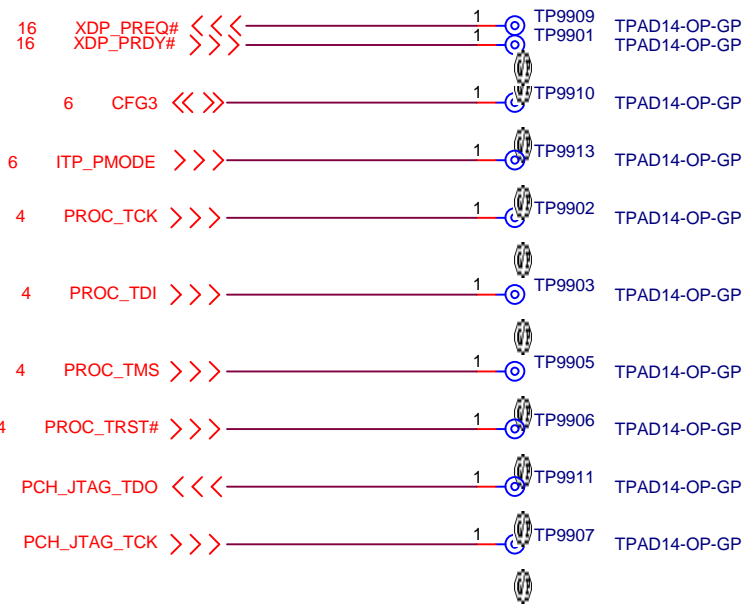 16 XDP_PREQ# 1 TP9909 TPAD14-OP-GP
16 XDP_PRDY# 1 TP9901 TPAD14-OP-GP
6 CFG3 1 TP9910 TPAD14-OP-GP
6 ITP_PMODE 1 TP9913 TPAD14-OP-GP
4 PROC_TCK 1 TP9902 TPAD14-OP-GP
4 PROC_TDI 1 TP9903 TPAD14-OP-GP
4 PROC_TMS 1 TP9905 TPAD14-OP-GP
4 PROC_TRST# 1 TP9906 TPAD14-OP-GP
PCH_JTAG_TDO 1 TP9911 TPAD14-OP-GP
PCH_JTAG_TCK 1 TP9907 TPAD14-OP-GP